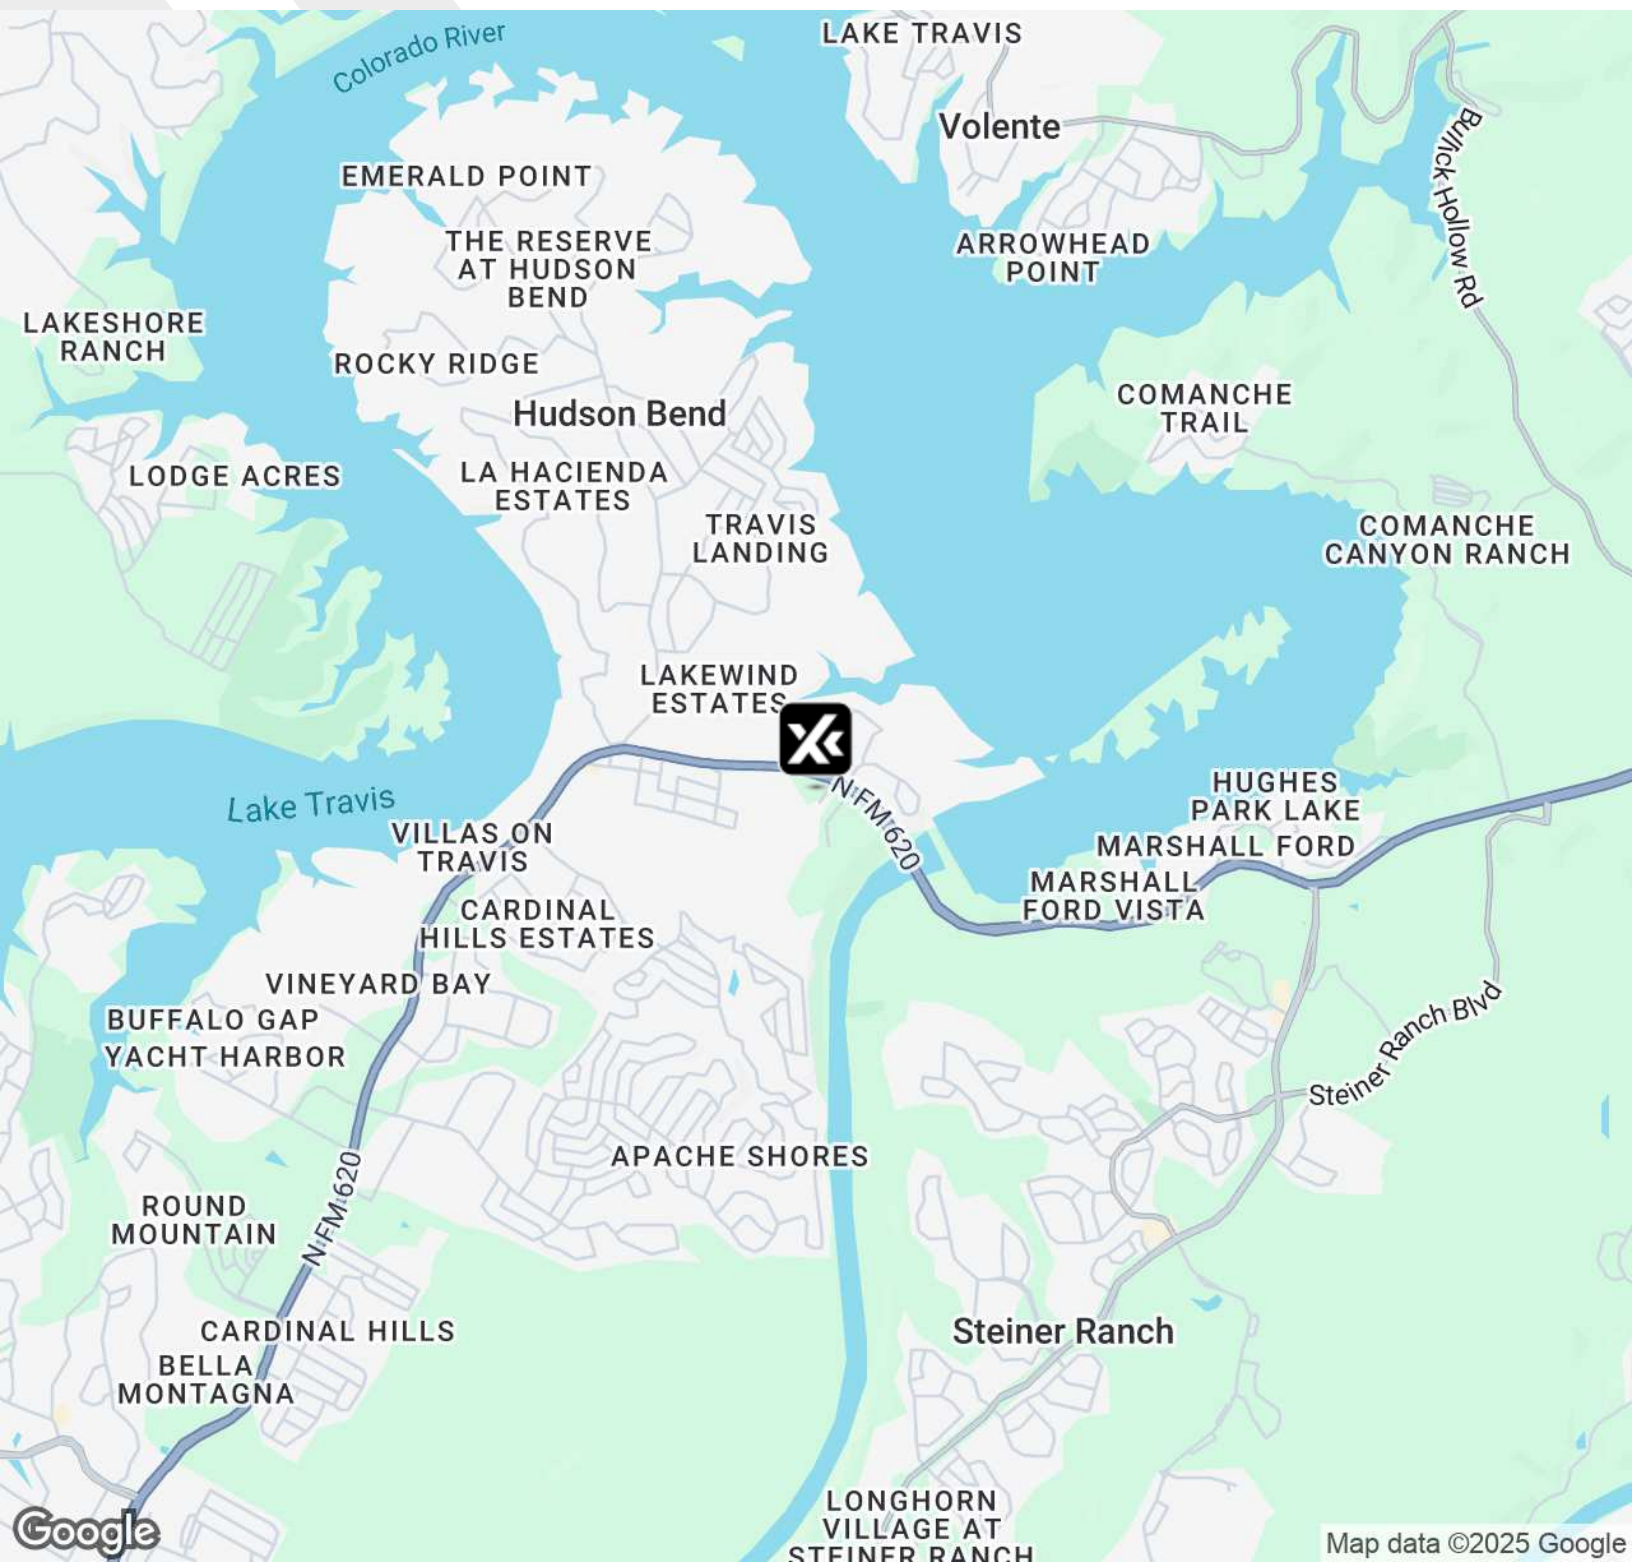 Colorado River
LAKE TRAVIS
Volente
Bullick Hollow Rd
EMERALD POINT
THE RESERVE
AT HUDSON
BEND
ARROWHEAD
POINT
LAKESHORE
RANCH
ROCKY RIDGE
Hudson Bend
COMANCHE
TRAIL
LODGE ACRES
LA HACIENDA
ESTATES
TRAVIS
LANDING
COMANCHE
CANYON RANCH
LAKEWIND
ESTATES
N FM 620
Lake Travis
HUGHES
PARK LAKE
VILLAS ON
TRAVIS
MARSHALL FORD
MARSHALL
FORD VISTA
CARDINAL
HILLS ESTATES
VINEYARD BAY
BUFFALO GAP
YACHT HARBOR
Steiner Ranch Blvd
APACHE SHORES
ROUND
MOUNTAIN
N FM 620
CARDINAL HILLS
Steiner Ranch
BELLA
MONTAGNA
LONGHORN
VILLAGE AT
STEINER RANCH
Google
Map data ©2025 Google